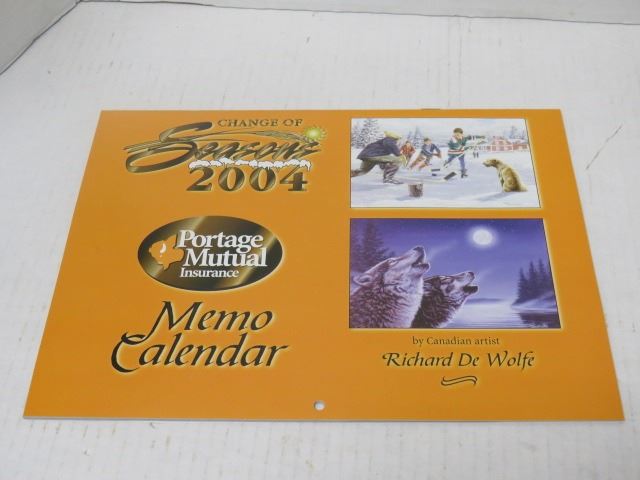 CHANGE OF
Seasons
2004
Portage
Mutual
Insurance
Memo
Calendar
by Canadian artist
Richard De Wolfe